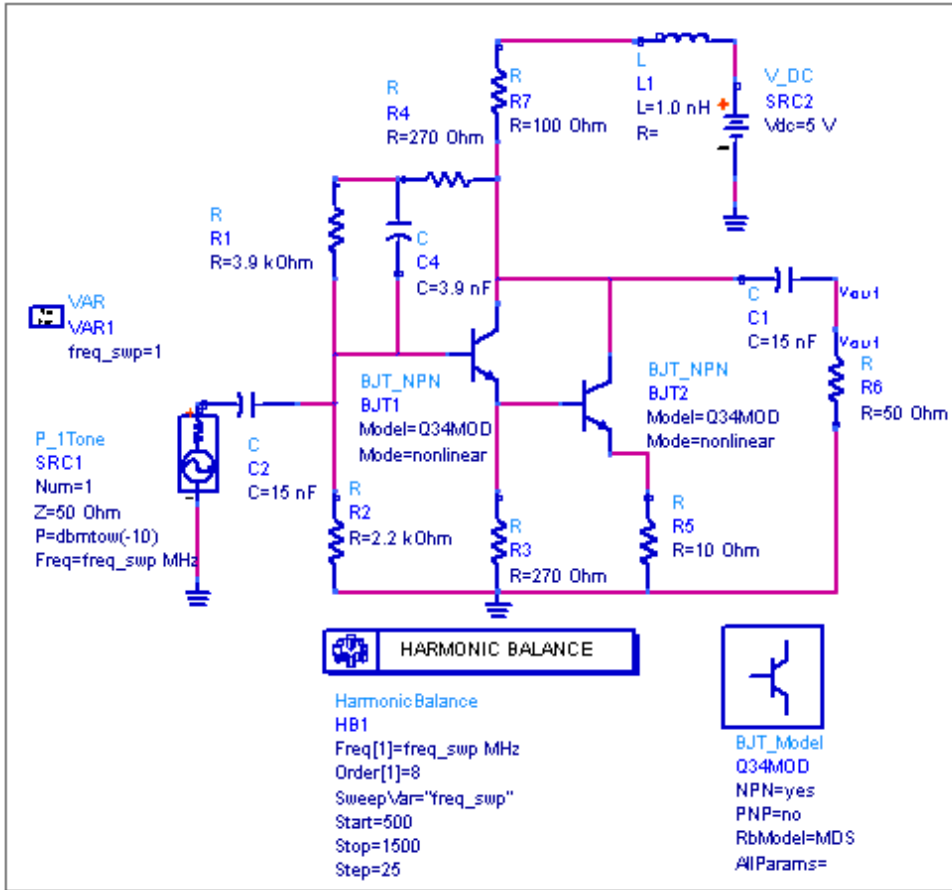 R
R4
R=270 Ohm
R
R7
R=100 Ohm
L
L1
L=1.0 nH
R=
V_DC
SRC2
Vdc=5 V
R
R1
R=3.9 kOhm
C
C4
C=3.9 nF
VAR
VAR1
freq_swp=1
C
C1
C=15 nF
Vout
Vout
R
R6
R=50 Ohm
BJT_NPN
BJT1
Model=Q34MOD
Mode=nonlinear
BJT_NPN
BJT2
Model=Q34MOD
Mode=nonlinear
P_1Tone
SRC1
Num=1
Z=50 Ohm
P=dbmtow(-10)
Freq=freq_swp MHz
C
C2
C=15 nF
R
R2
R=2.2 kOhm
R
R3
R=270 Ohm
R
R5
R=10 Ohm
HARMONIC BALANCE
HarmonicBalance
HB1
Freq[1]=freq_swp MHz
Order[1]=8
SweepVar="freq_swp"
Start=500
Stop=1500
Step=25
BJT_Model
Q34MOD
NPN=yes
PNP=no
RbModel=MDS
AllParams=